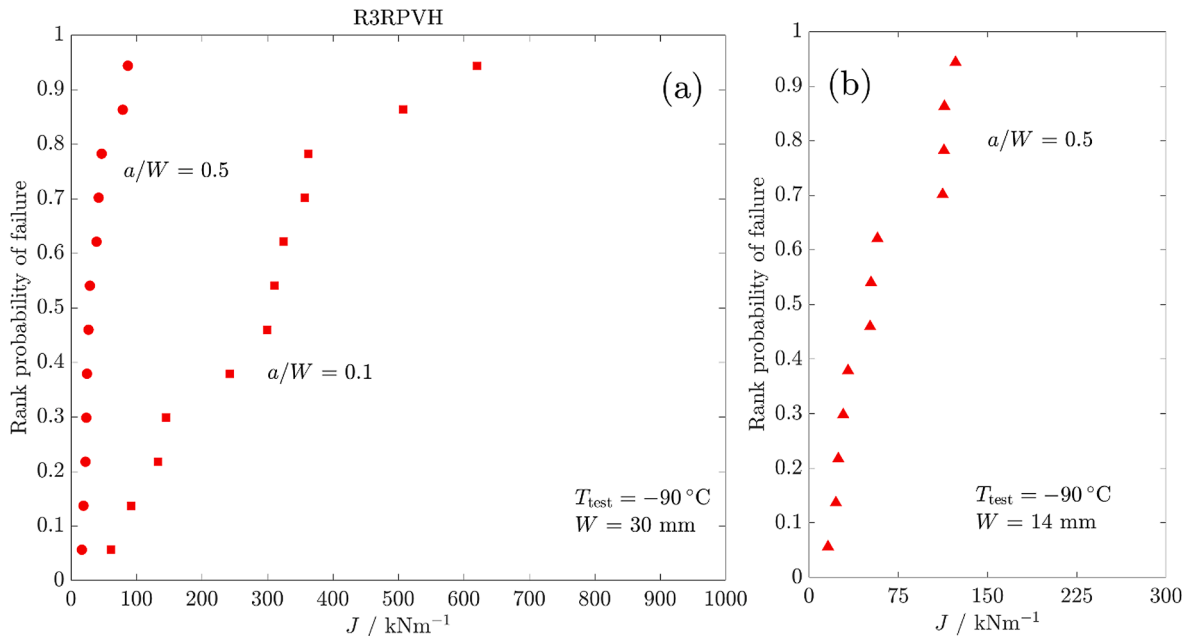 R3RPVH
1
0.9
0.8
0.7
0.6
0.5
0.4
0.3
0.2
0.1
0
Rank probability of failure
(a)
a/W = 0.5
a/W = 0.1
T_test = −90 °C
W = 30 mm
0 100 200 300 400 500 600 700 800 900 1000
J / kNm⁻¹
1
0.9
0.8
0.7
0.6
0.5
0.4
0.3
0.2
0.1
0
Rank probability of failure
(b)
a/W = 0.5
T_test = −90 °C
W = 14 mm
0 75 150 225 300
J / kNm⁻¹